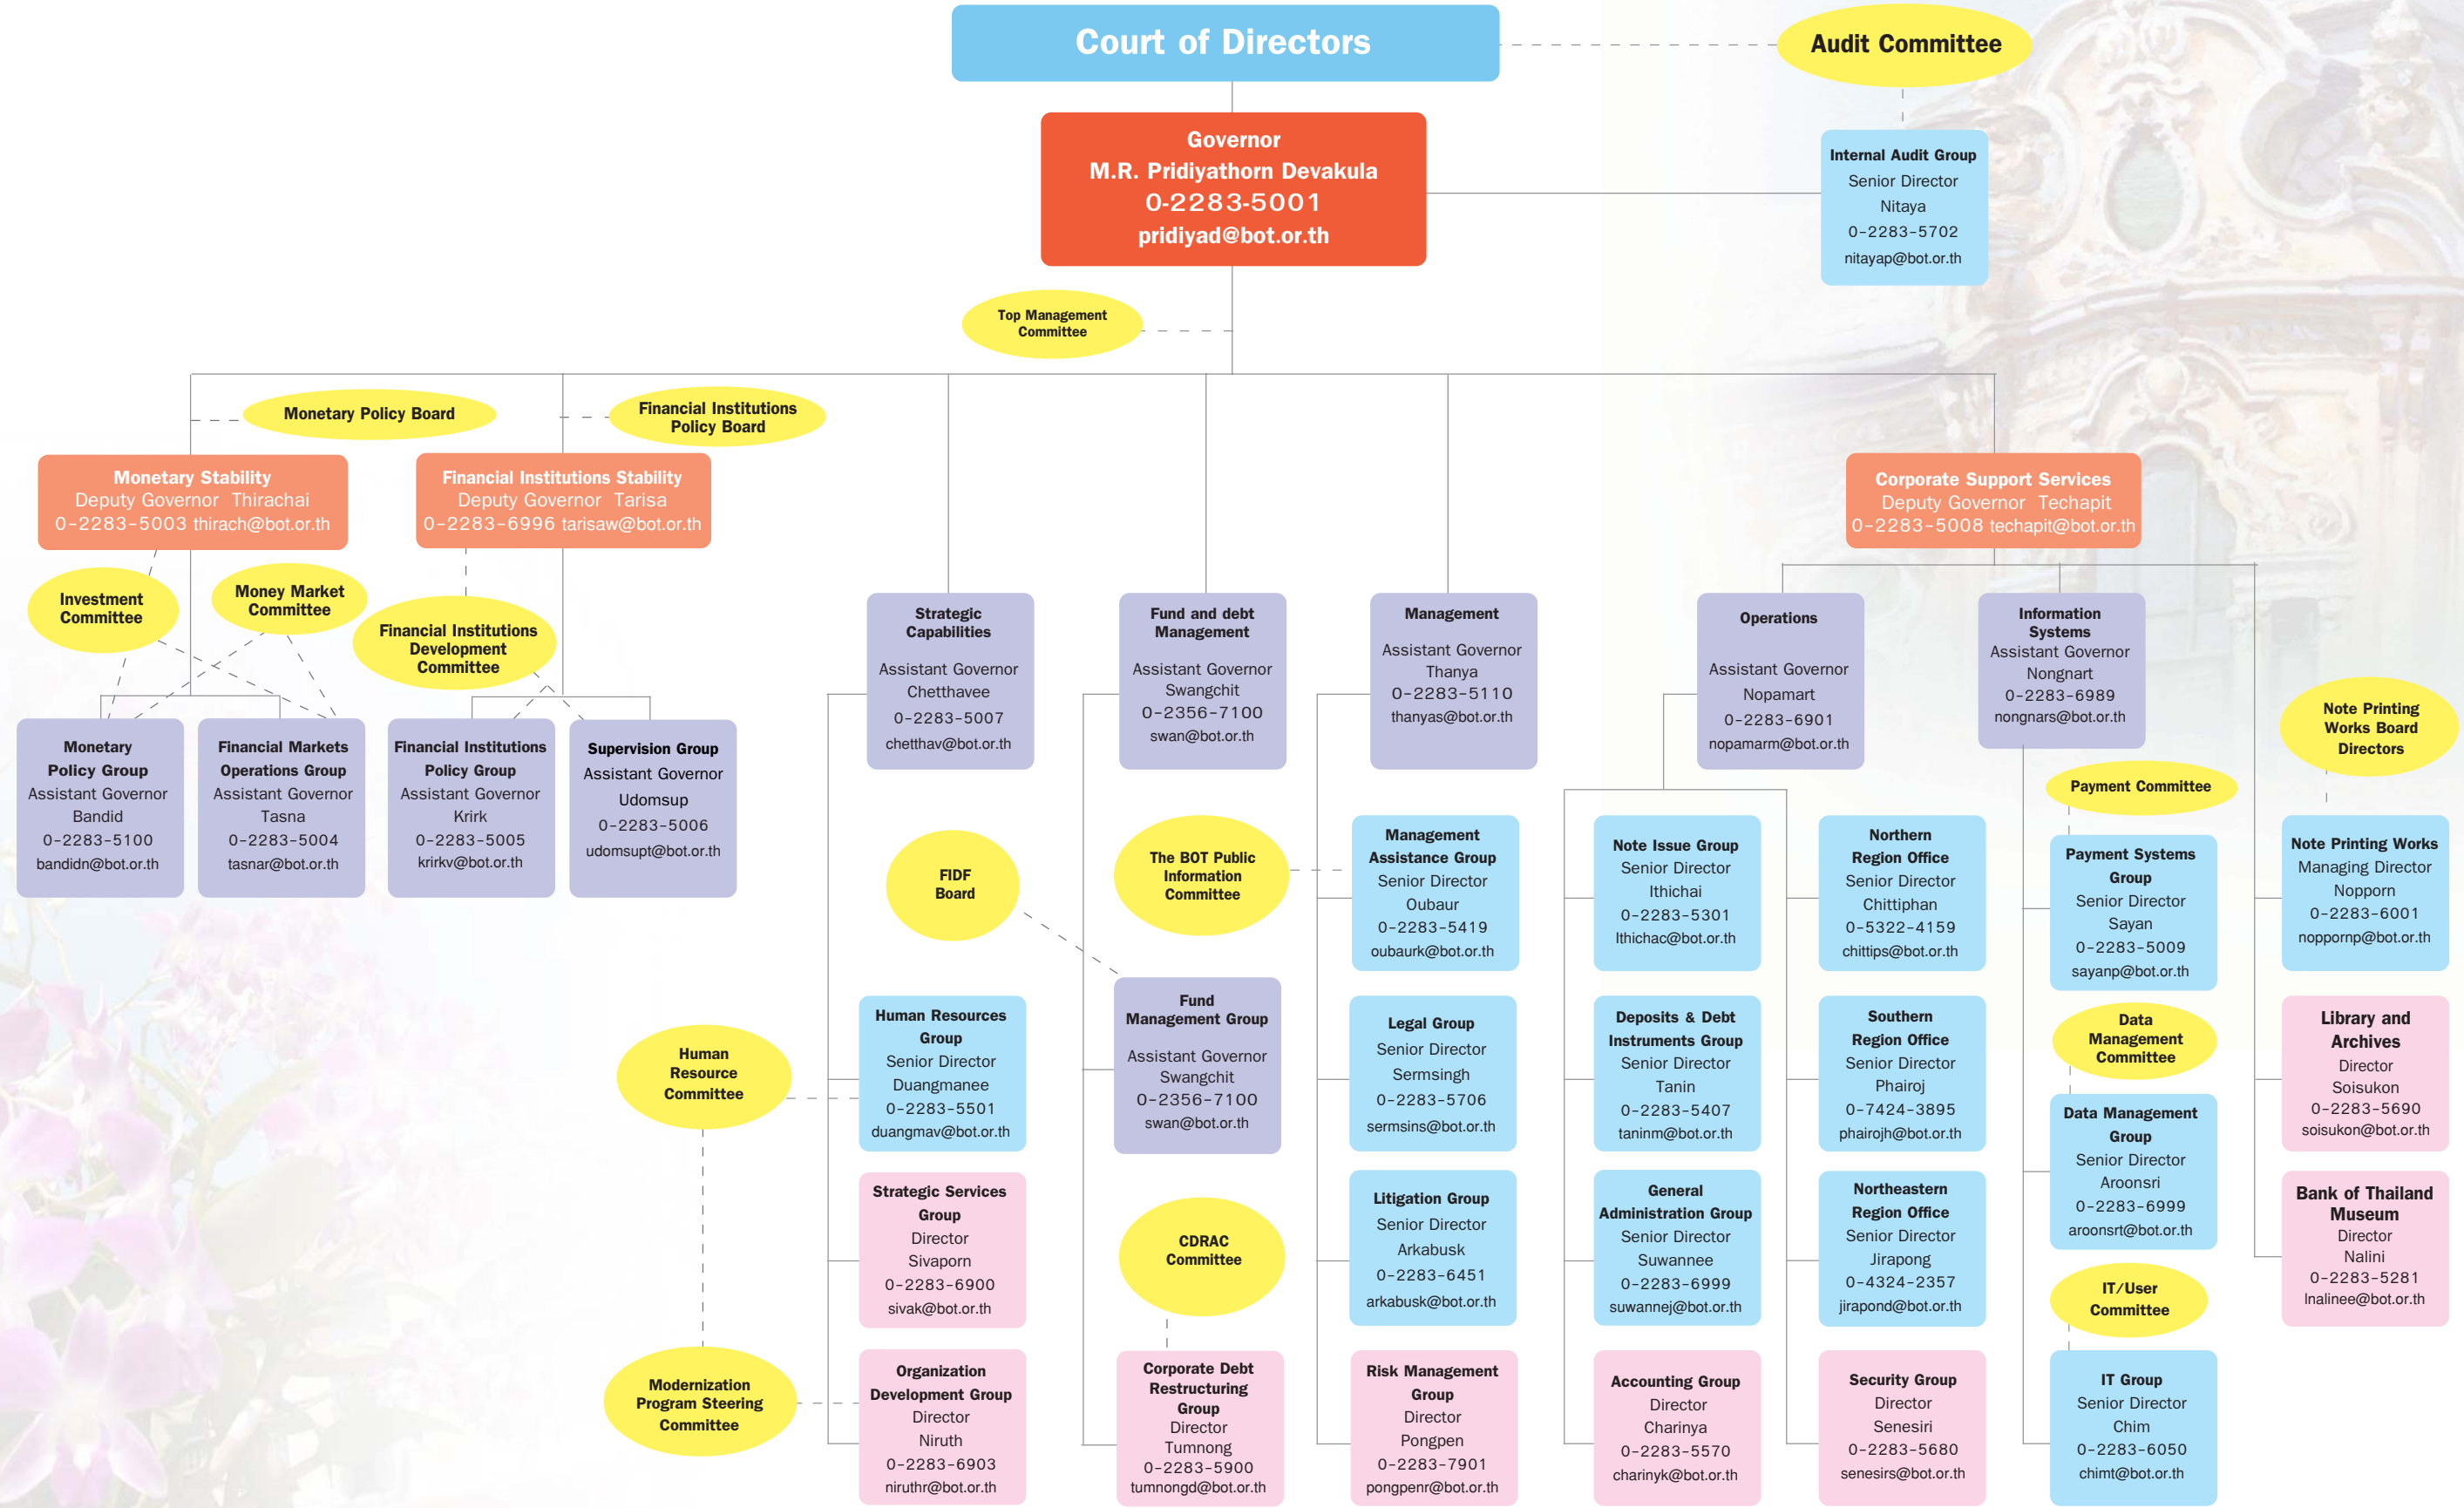 Court of Directors
Audit Committee
Governor
M.R. Pridiyathorn Devakula
0-2283-5001
pridiyad@bot.or.th
Internal Audit Group
Senior Director
Nitaya
0-2283-5702
nitayap@bot.or.th
Top Management
Committee
Monetary Policy Board
Financial Institutions
Policy Board
Monetary Stability
Deputy Governor Thirachai
0-2283-5003 thirach@bot.or.th
Financial Institutions Stability
Deputy Governor Tarisa
0-2283-6996 tarisaw@bot.or.th
Corporate Support Services
Deputy Governor Techapit
0-2283-5008 techapit@bot.or.th
Investment
Committee
Money Market
Committee
Financial Institutions
Development
Committee
Strategic
Capabilities
Assistant Governor
Chetthavee
0-2283-5007
chetthav@bot.or.th
Fund and debt
Management
Assistant Governor
Swangchit
0-2356-7100
swan@bot.or.th
Management
Assistant Governor
Thanya
0-2283-5110
thanyas@bot.or.th
Operations
Assistant Governor
Nopamart
0-2283-6901
nopamarm@bot.or.th
Information
Systems
Assistant Governor
Nongnart
0-2283-6989
nongnars@bot.or.th
Note Printing
Works Board
Directors
Monetary
Policy Group
Assistant Governor
Bandid
0-2283-5100
bandidn@bot.or.th
Financial Markets
Operations Group
Assistant Governor
Tasna
0-2283-5004
tasnar@bot.or.th
Financial Institutions
Policy Group
Assistant Governor
Krirk
0-2283-5005
krirkv@bot.or.th
Supervision Group
Assistant Governor
Udomsup
0-2283-5006
udomsupt@bot.or.th
FIDF
Board
The BOT Public
Information
Committee
Management
Assistance Group
Senior Director
Oubaur
0-2283-5419
oubaurk@bot.or.th
Note Issue Group
Senior Director
Ithichai
0-2283-5301
Ithichac@bot.or.th
Northern
Region Office
Senior Director
Chittiphan
0-5322-4159
chittips@bot.or.th
Payment Committee
Payment Systems
Group
Senior Director
Sayan
0-2283-5009
sayanp@bot.or.th
Note Printing Works
Managing Director
Nopporn
0-2283-6001
noppornp@bot.or.th
Human
Resource
Committee
Human Resources
Group
Senior Director
Duangmanee
0-2283-5501
duangmav@bot.or.th
Fund
Management Group
Assistant Governor
Swangchit
0-2356-7100
swan@bot.or.th
Legal Group
Senior Director
Sermsingh
0-2283-5706
sermsins@bot.or.th
Deposits & Debt
Instruments Group
Senior Director
Tanin
0-2283-5407
taninm@bot.or.th
Southern
Region Office
Senior Director
Phairoj
0-7424-3895
phairojh@bot.or.th
Data
Management
Committee
Data Management
Group
Senior Director
Aroonsri
0-2283-6999
aroonsrt@bot.or.th
Library and
Archives
Director
Soisukon
0-2283-5690
soisukon@bot.or.th
Strategic Services
Group
Director
Sivaporn
0-2283-6900
sivak@bot.or.th
CDRAC
Committee
Litigation Group
Senior Director
Arkabusk
0-2283-6451
arkabusk@bot.or.th
General
Administration Group
Senior Director
Suwannee
0-2283-6999
suwannej@bot.or.th
Northeastern
Region Office
Senior Director
Jirapong
0-4324-2357
jirapond@bot.or.th
IT/User
Committee
Bank of Thailand
Museum
Director
Nalini
0-2283-5281
lnalinee@bot.or.th
Modernization
Program Steering
Committee
Organization
Development Group
Director
Niruth
0-2283-6903
niruthr@bot.or.th
Corporate Debt
Restructuring
Group
Director
Tumnong
0-2283-5900
tumnongd@bot.or.th
Risk Management
Group
Director
Pongpen
0-2283-7901
pongpenr@bot.or.th
Accounting Group
Director
Charinya
0-2283-5570
charinyk@bot.or.th
Security Group
Director
Senesiri
0-2283-5680
senesirs@bot.or.th
IT Group
Senior Director
Chim
0-2283-6050
chimt@bot.or.th